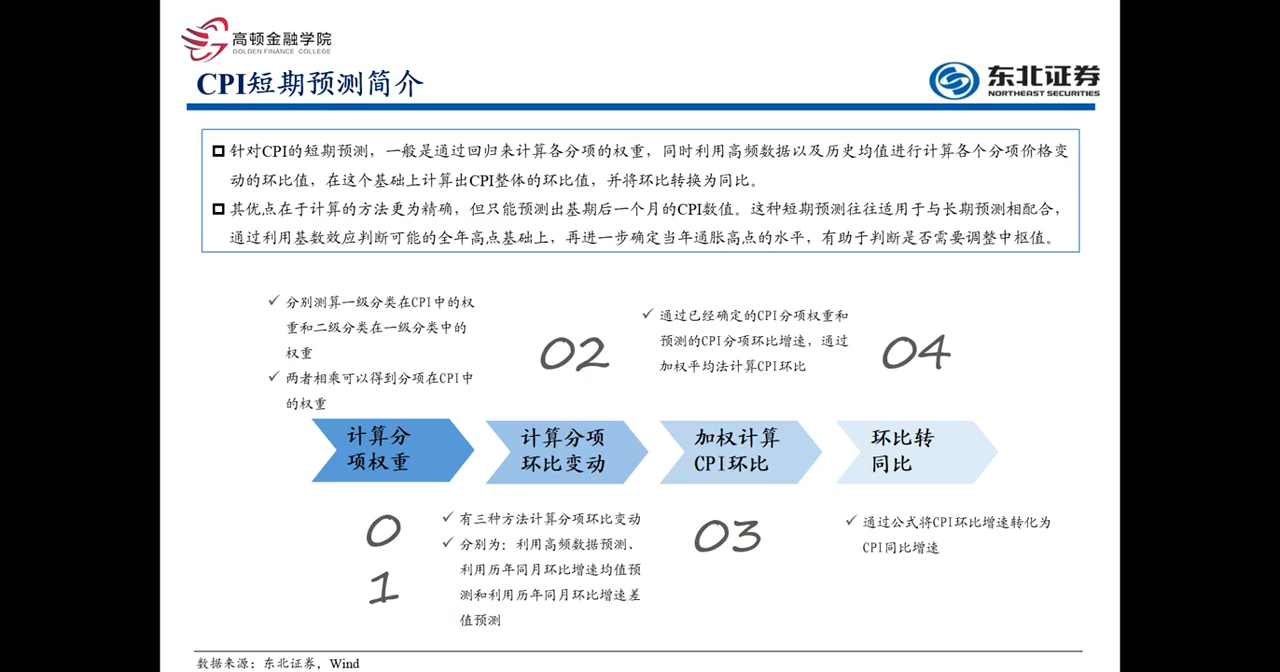 高顿金融学院
GOLDEN FINANCE COLLEGE
CPI短期预测简介
东北证券
NORTHEAST SECURITIES
针对CPI的短期预测，一般是通过回归来计算各分项的权重，同时利用高频数据以及历史均值进行计算各个分项价格变
动的环比值，在这个基础上计算出CPI整体的环比值，并将环比转换为同比。
其优点在于计算的方法更为精确，但只能预测出基期后一个月的CPI数值。这种短期预测往往适用于与长期预测相配合，
通过利用基数效应判断可能的全年高点基础上，再进一步确定当年通胀高点的水平，有助于判断是否需要调整中枢值。
✓ 分别测算一级分类在CPI中的权
重和二级分类在一级分类中的
权重
✓ 两者相乘可以得到分项在CPI中
的权重
02
✓ 通过已经确定的CPI分项权重和
预测的CPI分项环比增速，通过
加权平均法计算CPI环比
04
计算分
项权重
计算分项
环比变动
加权计算
CPI环比
环比转
同比
0
1
✓ 有三种方法计算分项环比变动
✓ 分别为：利用高频数据预测、
利用历年同月环比增速均值预
测和利用历年同月环比增速差
值预测
03
✓ 通过公式将CPI环比增速转化为
CPI同比增速
数据来源：东北证券，Wind